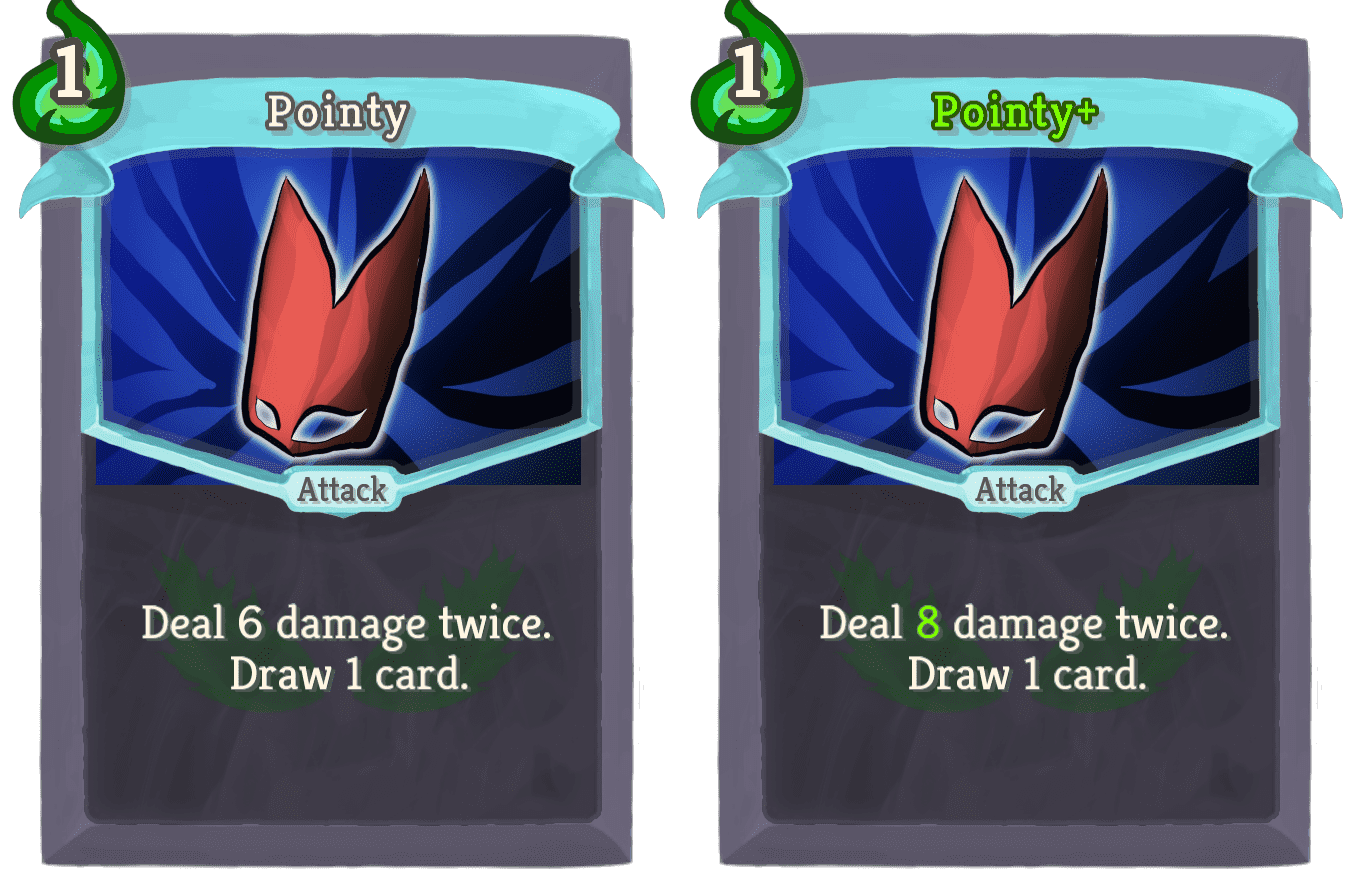 1
Pointy
Attack
Deal 6 damage twice.
Draw 1 card.
1
Pointy+
Attack
Deal 8 damage twice.
Draw 1 card.